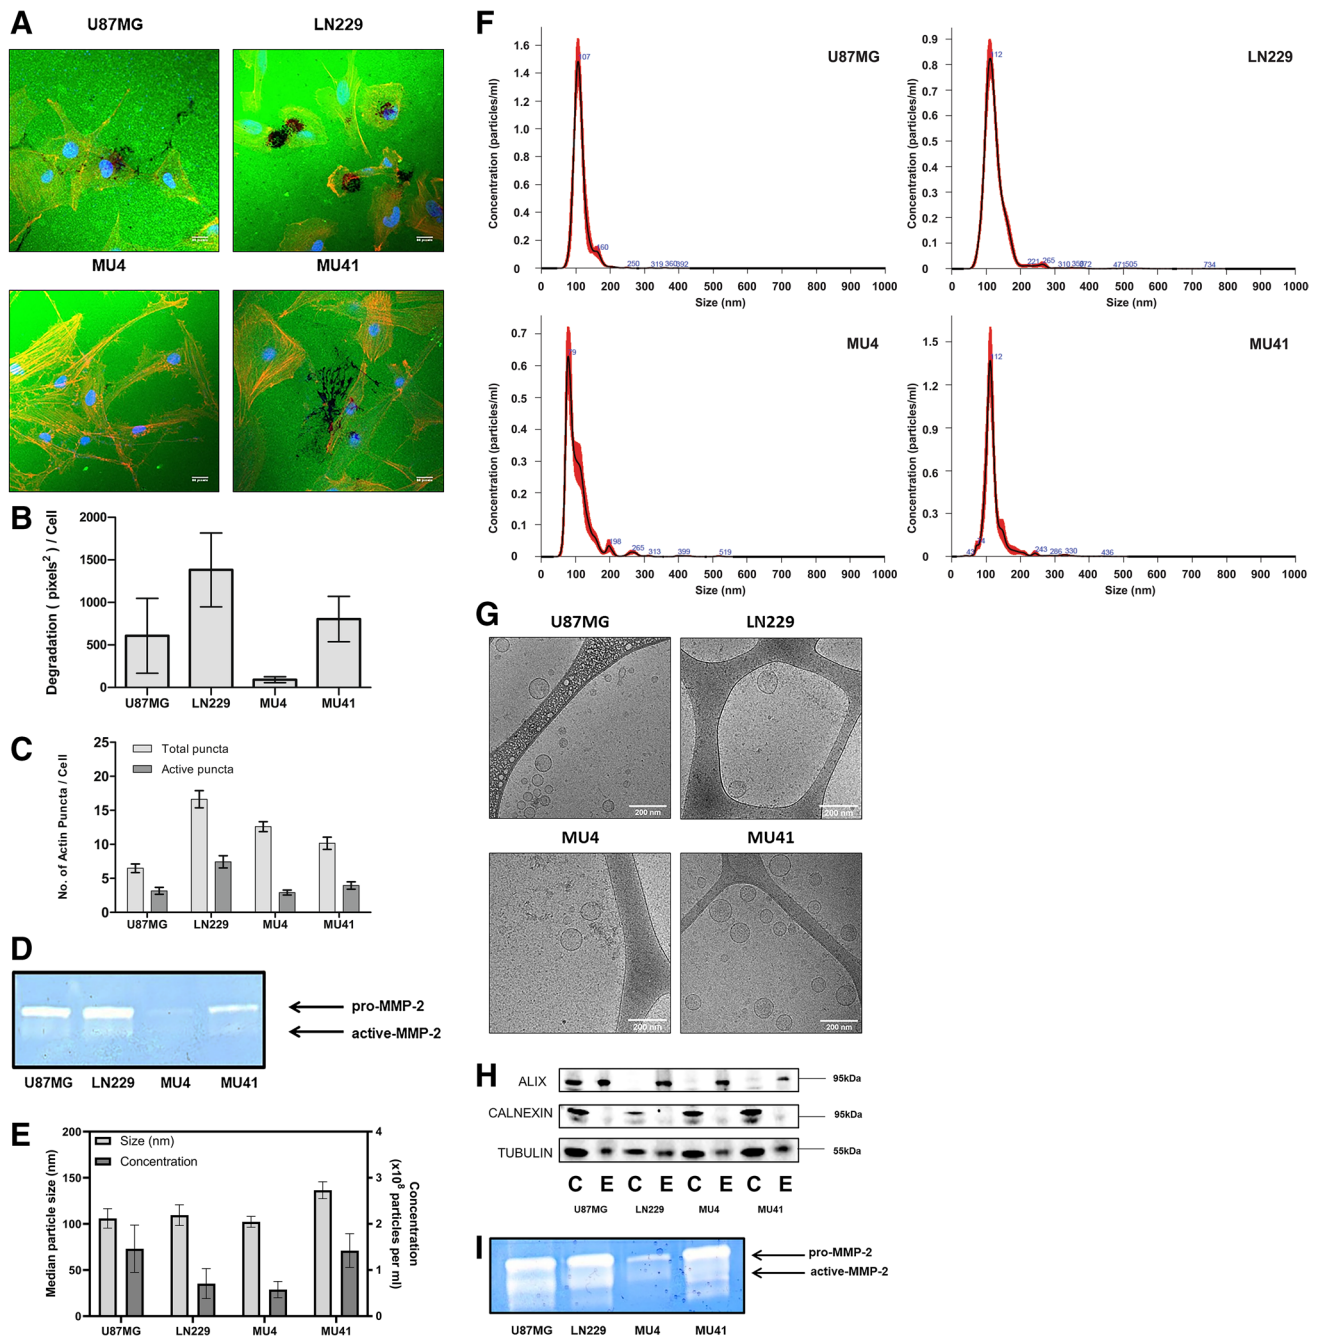 A
U87MG
LN229
MU4
MU41
B
Degradation ( pixels² ) / Cell
2000
1500
1000
500
0
U87MG
LN229
MU4
MU41
C
No. of Actin Puncta / Cell
25
20
15
10
5
0
Total puncta
Active puncta
U87MG
LN229
MU4
MU41
D
pro-MMP-2
active-MMP-2
U87MG
LN229
MU4
MU41
E
Median particle size (nm)
200
150
100
50
0
Size (nm)
Concentration
4
3
2
1
0
Concentration
(x10⁸ particles per ml)
U87MG
LN229
MU4
MU41
F
U87MG
Concentration (particles/ml)
1.6
1.4
1.2
1.0
0.8
0.6
0.4
0.2
0
107
160
250
319
360
392
0 100 200 300 400 500 600 700 800 900 1000
Size (nm)
LN229
Concentration (particles/ml)
0.9
0.8
0.7
0.6
0.5
0.4
0.3
0.2
0.1
0
112
221
265
310
471
505
734
0 100 200 300 400 500 600 700 800 900 1000
Size (nm)
MU4
Concentration (particles/ml)
0.7
0.6
0.5
0.4
0.3
0.2
0.1
0
265
313
399
519
0 100 200 300 400 500 600 700 800 900 1000
Size (nm)
MU41
Concentration (particles/ml)
1.5
1.2
0.9
0.6
0.3
0
112
243
286
330
436
0 100 200 300 400 500 600 700 800 900 1000
Size (nm)
G
U87MG
LN229
200 nm
200 nm
MU4
MU41
200 nm
200 nm
H
ALIX
95kDa
CALNEXIN
95kDa
TUBULIN
55kDa
C E C E C E C E
U87MG LN229 MU4 MU41
I
pro-MMP-2
active-MMP-2
U87MG
LN229
MU4
MU41